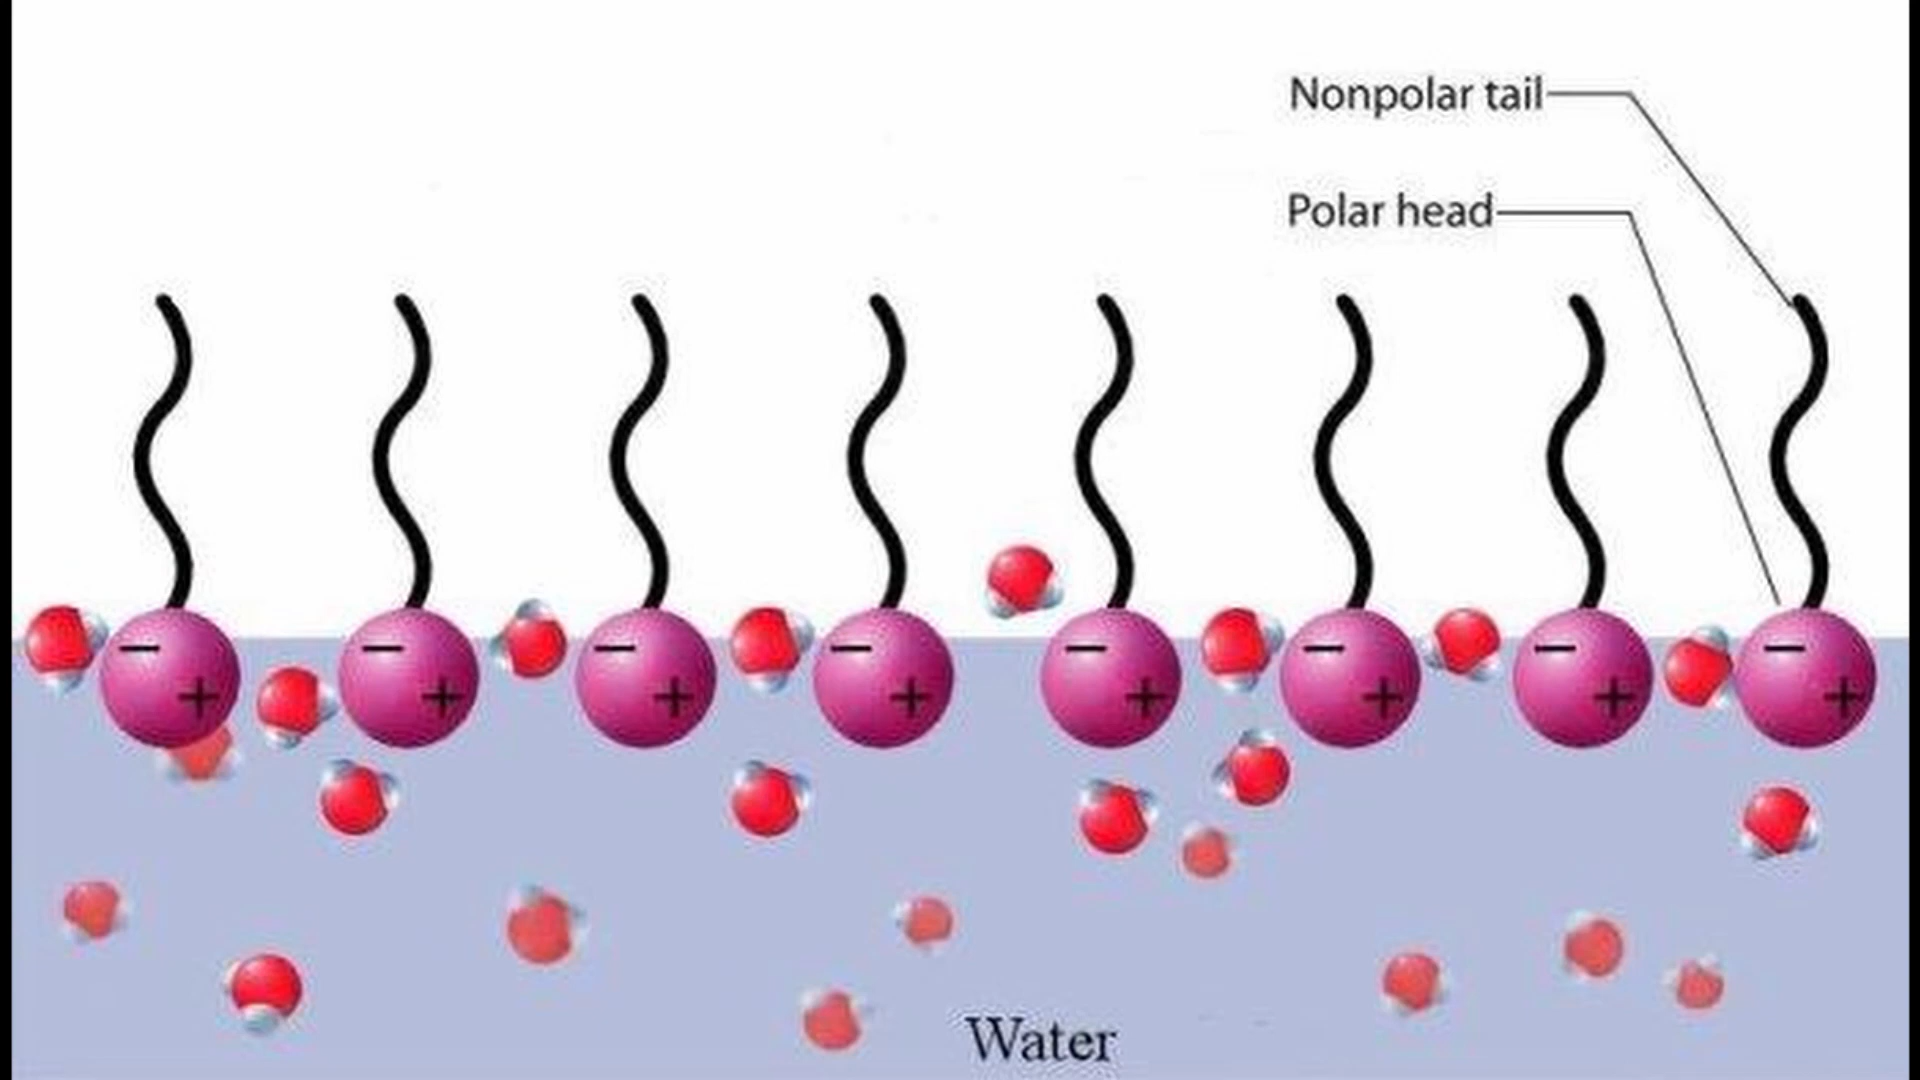 Nonpolar tail
Polar head
− + − + − + − + − + − + − + − +
Water